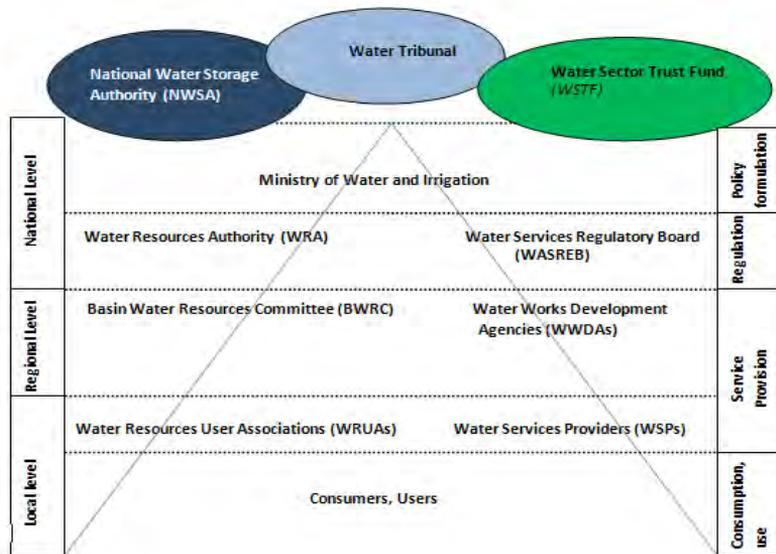 Water Tribunal
National Water Storage
Authority (NWSA)
Water Sector Trust Fund
(WSTF)
National Level
Ministry of Water and Irrigation
Policy
formulation
Water Resources Authority (WRA)
Water Services Regulatory Board
(WASREB)
Regulation
Regional Level
Basin Water Resources Committee (BWRC)
Water Works Development
Agencies (WWDAs)
Service
Provision
Local level
Water Resources User Associations (WRUAs)
Water Services Providers (WSPs)
Consumers, Users
Consumption,
use